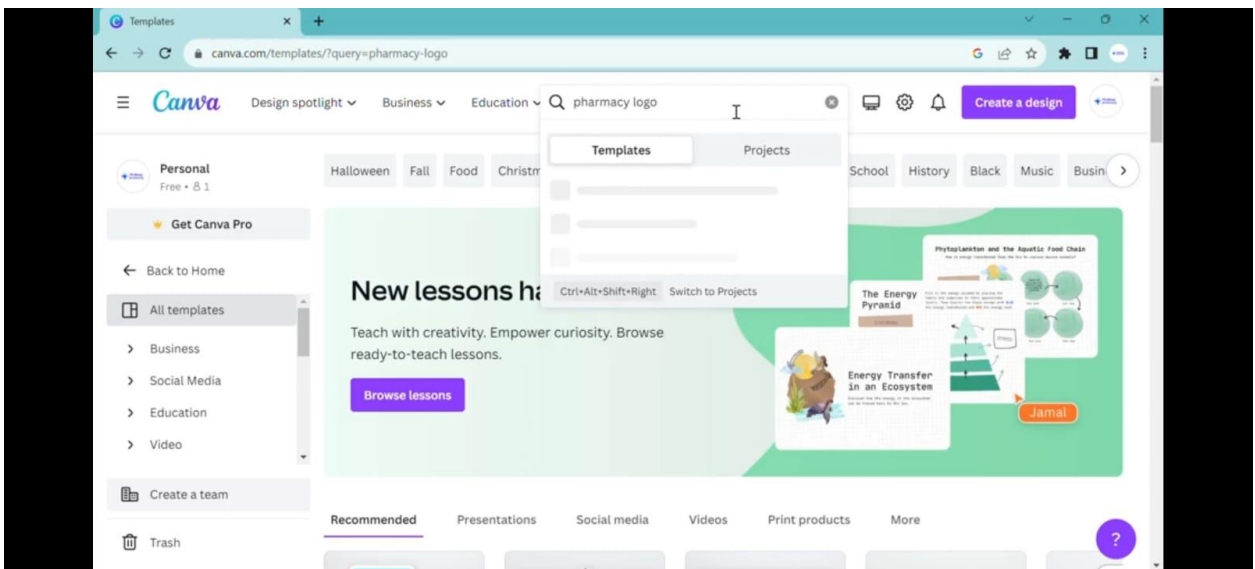 Templates
canva.com/templates/?query=pharmacy-logo
Canva
Design spotlight
Business
Education
pharmacy logo
Create a design
Templates
Projects
Ctrl+Alt+Shift+Right Switch to Projects
Personal
Free • 1
Get Canva Pro
Back to Home
All templates
Business
Social Media
Education
Video
Create a team
Trash
Halloween
Fall
Food
Christm
School
History
Black
Music
Busin
New lessons ha
Teach with creativity. Empower curiosity. Browse
ready-to-teach lessons.
Browse lessons
Phytoplankton and the Aquatic Food Chain
The Energy
Pyramid
Energy Transfer
in an Ecosystem
Jamal
Recommended
Presentations
Social media
Videos
Print products
More
?